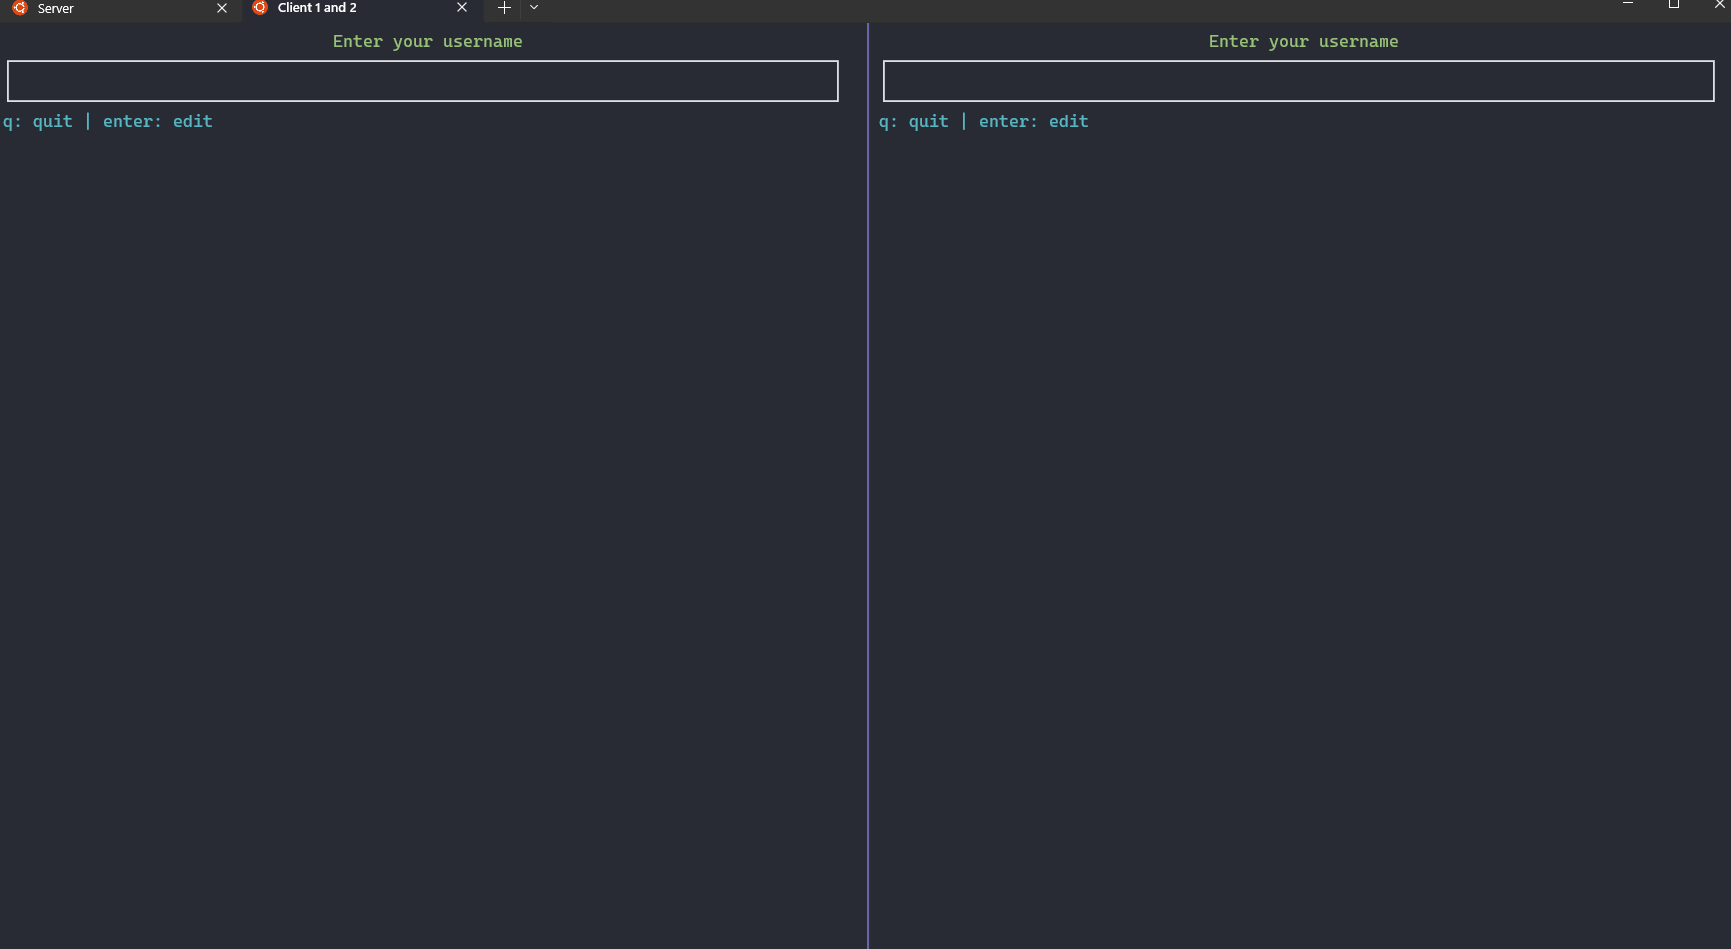 Server
Client 1 and 2
Enter your username
q: quit | enter: edit
Enter your username
q: quit | enter: edit